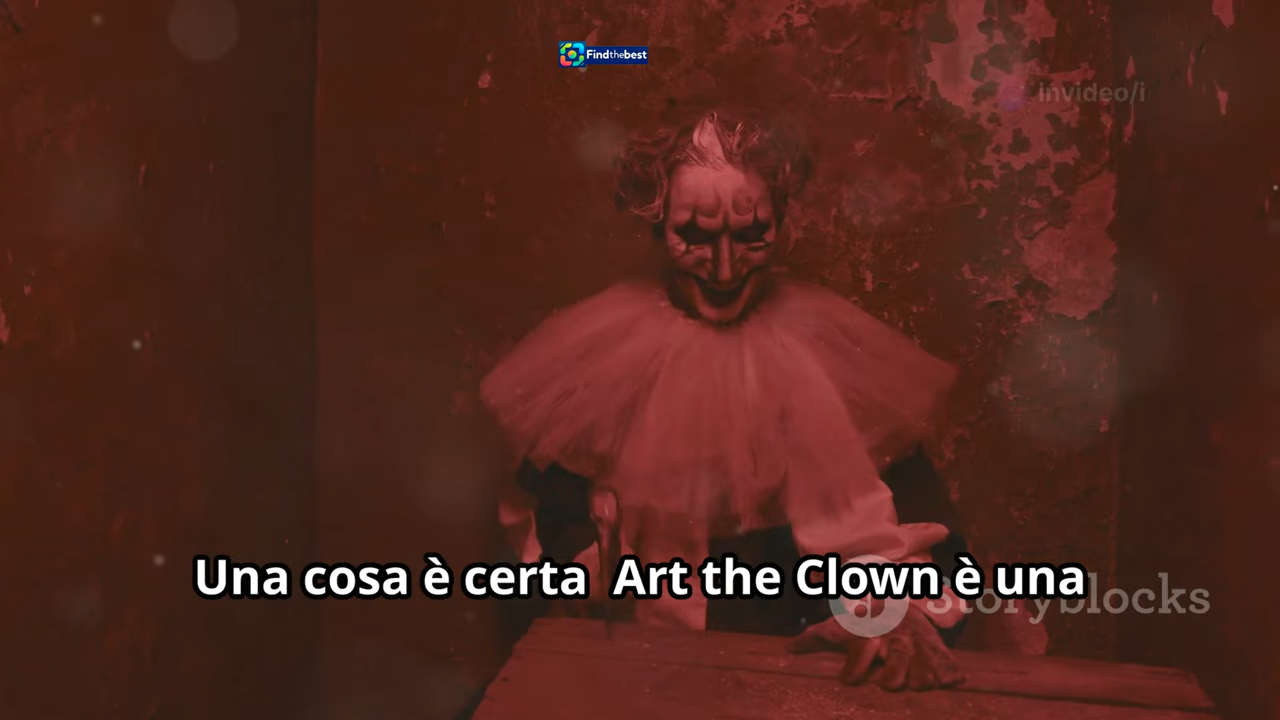 Findthebest
invideo/i
Una cosa è certa  Art the Clown è una
Storyblocks